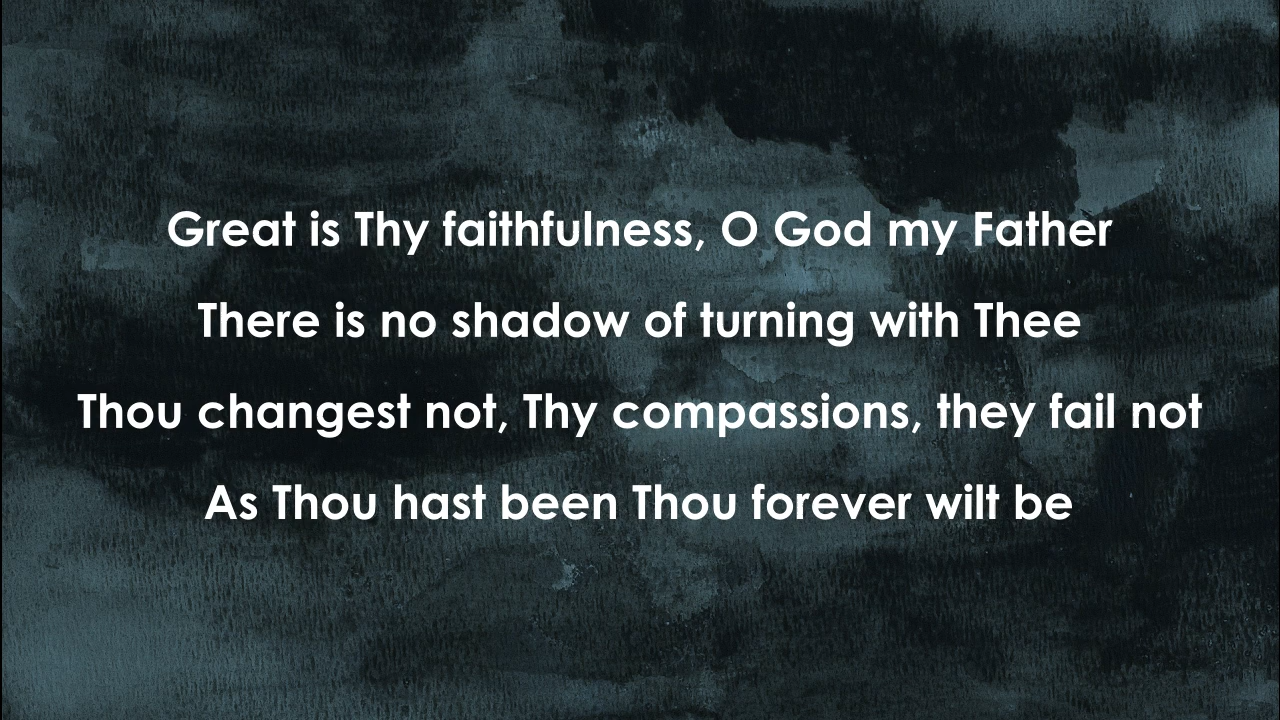 Great is Thy faithfulness, O God my Father
There is no shadow of turning with Thee
Thou changest not, Thy compassions, they fail not
As Thou hast been Thou forever wilt be